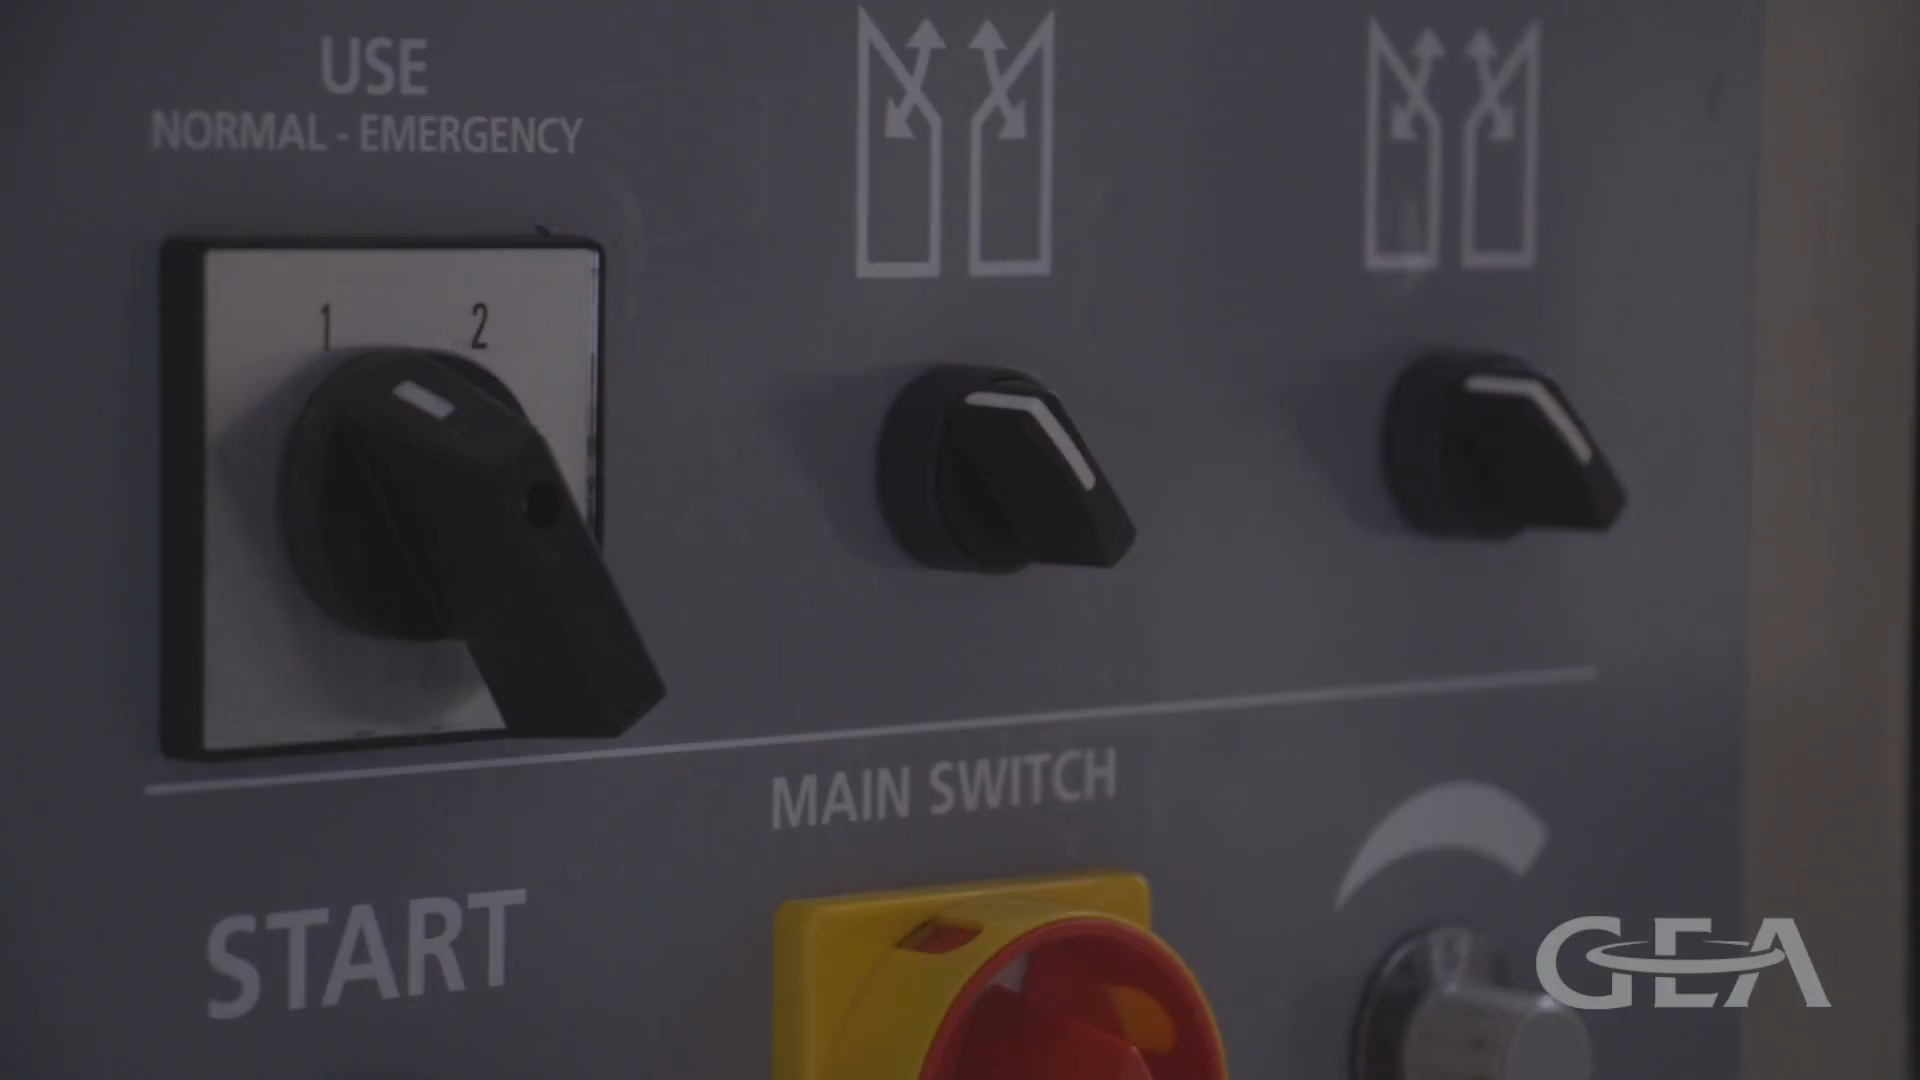 USE
NORMAL - EMERGENCY
1 2
MAIN SWITCH
START
GEA